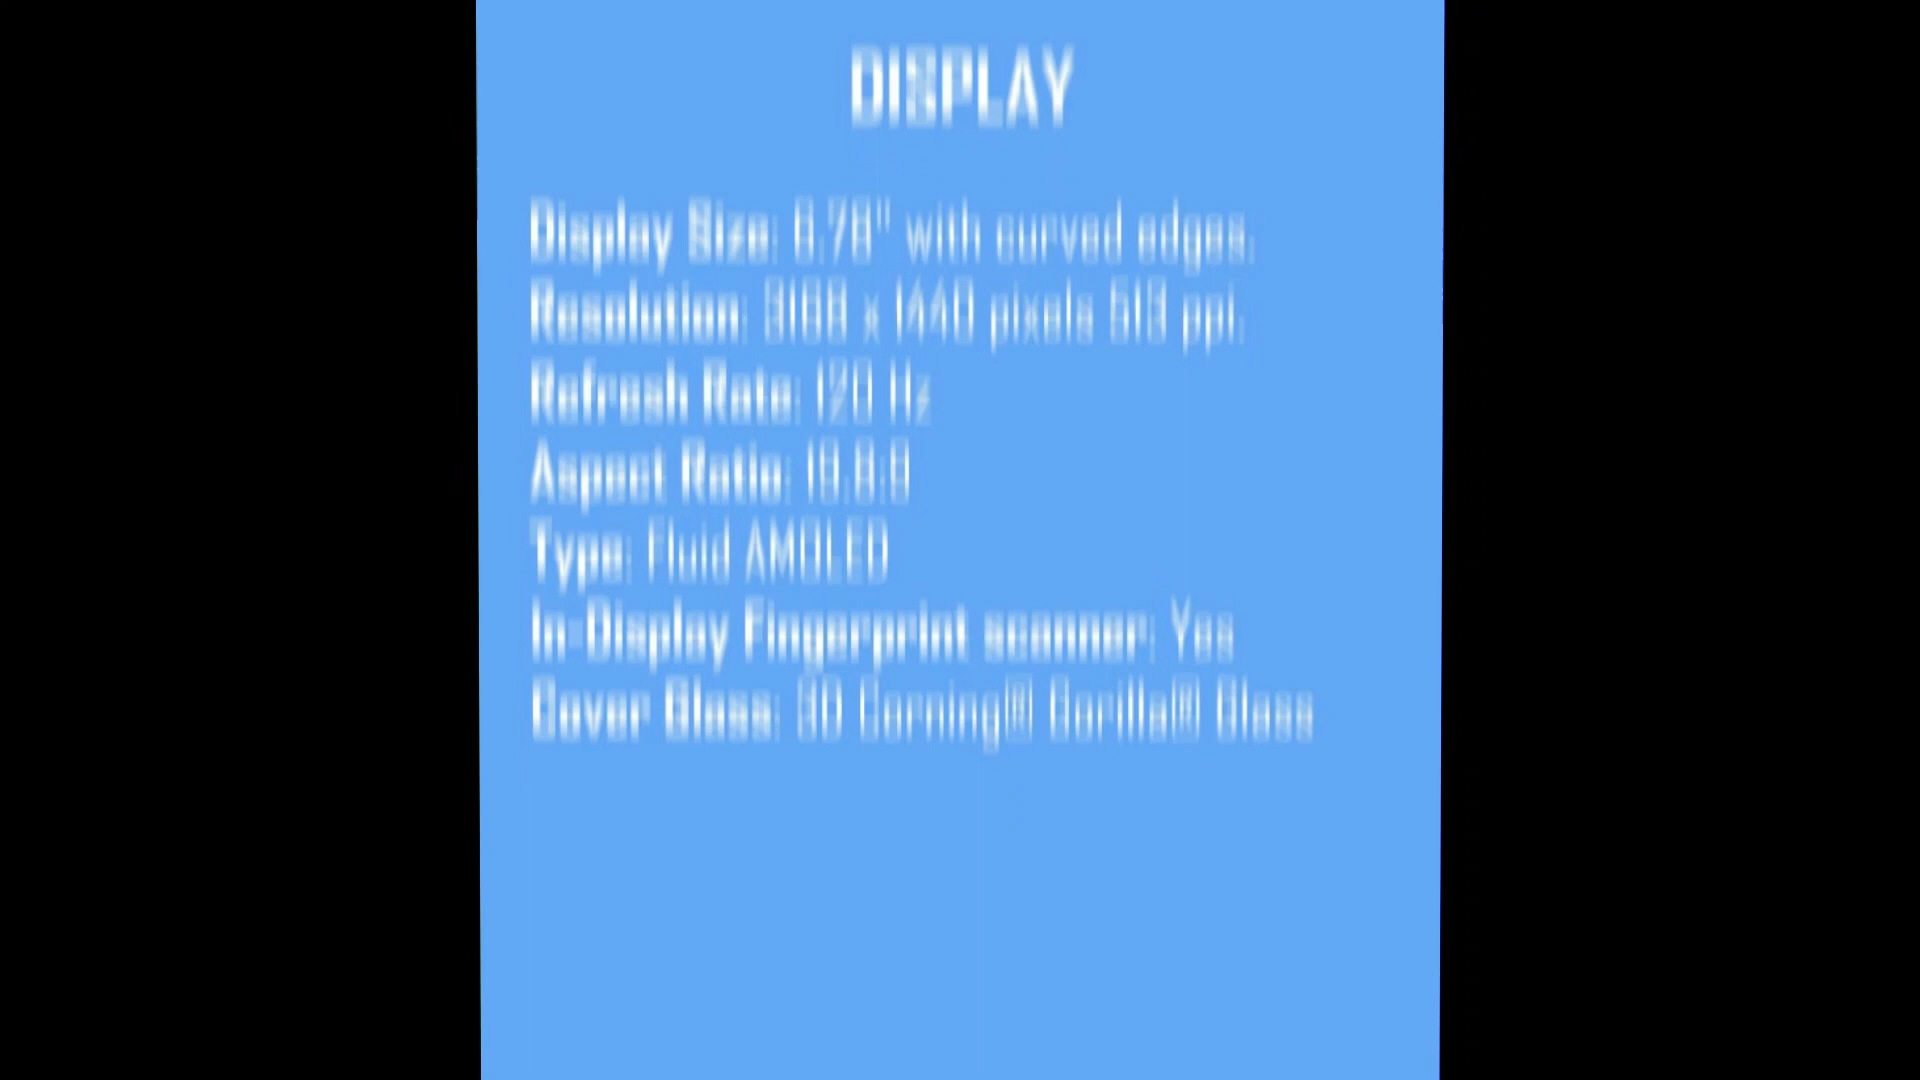 DISPLAY
Display Size: 6.78" with curved edges.
Resolution: 3168 x 1440 pixels 513 ppi.
Refresh Rate: 120 Hz
Aspect Ratio: 19.8:9
Type: Fluid AMOLED
In-Display Fingerprint scanner: Yes
Cover Glass: 3D Corning® Gorilla® Glass